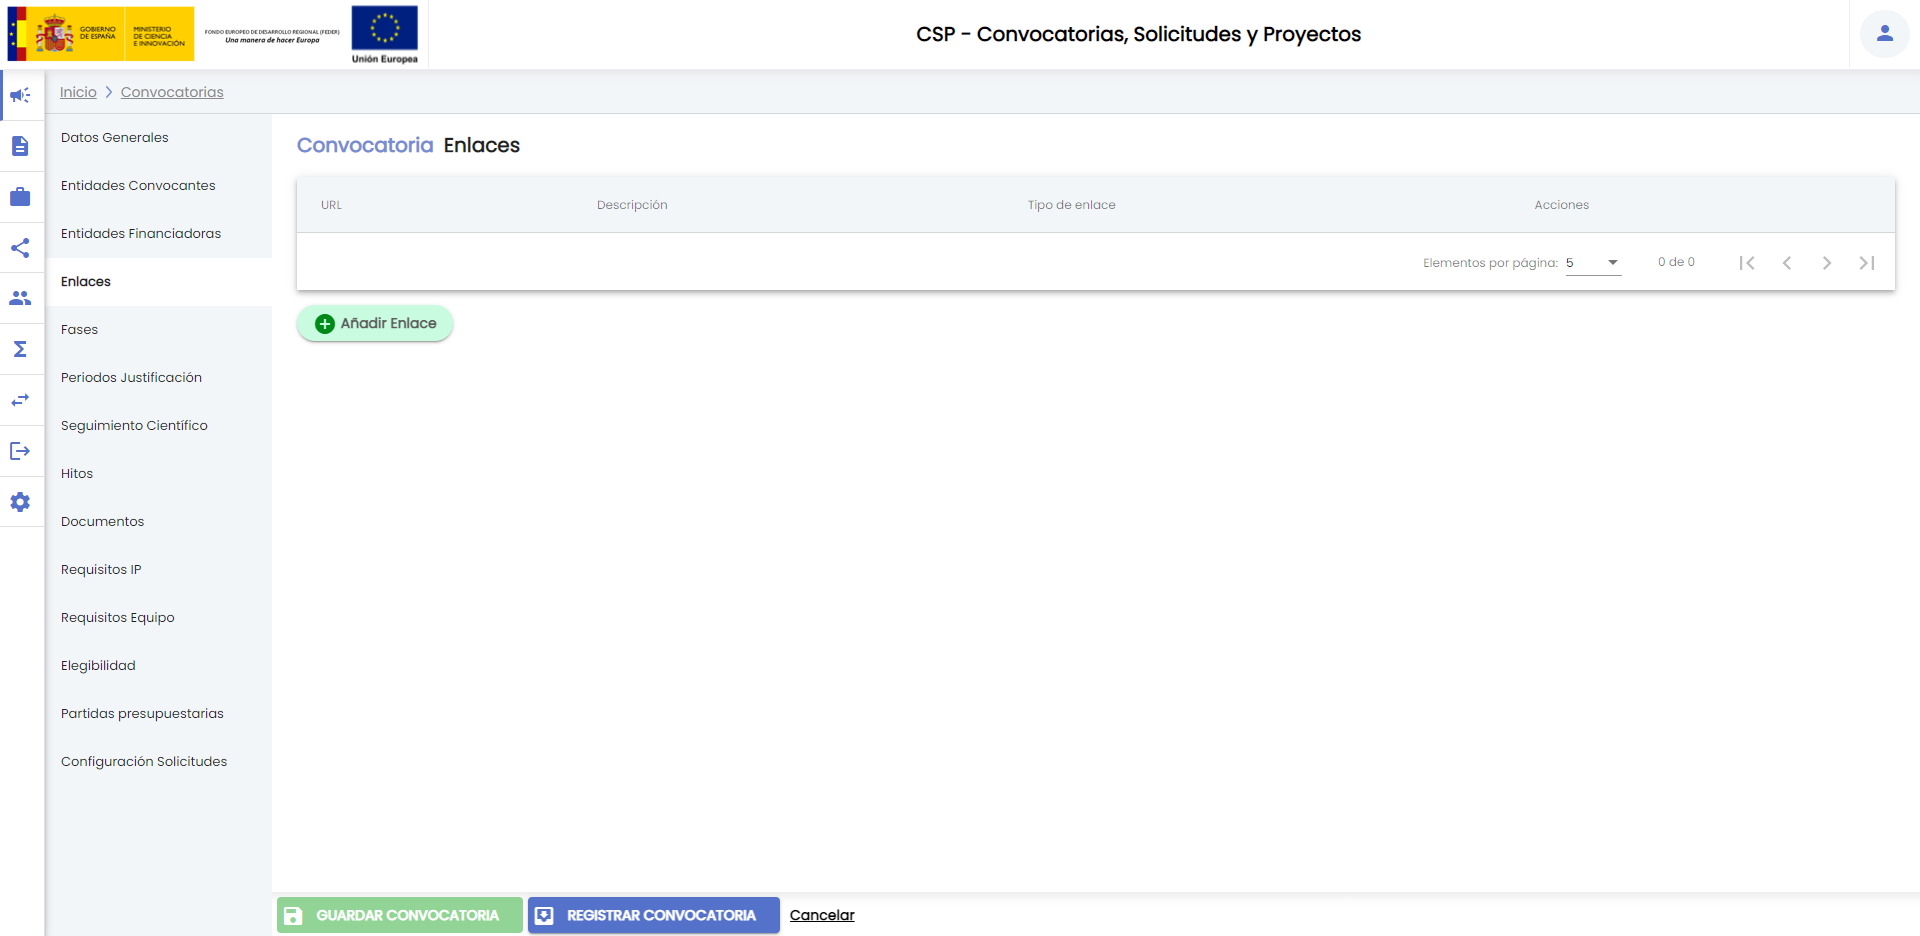 GOBIERNO
DE ESPAÑA
MINISTERIO
DE CIENCIA
E INNOVACIÓN
FONDO EUROPEO DE DESARROLLO REGIONAL (FEDER)
Una manera de hacer Europa
Unión Europea
CSP - Convocatorias, Solicitudes y Proyectos
Inicio
Convocatorias
Datos Generales
Entidades Convocantes
Entidades Financiadoras
Enlaces
Fases
Periodos Justificación
Seguimiento Científico
Hitos
Documentos
Requisitos IP
Requisitos Equipo
Elegibilidad
Partidas presupuestarias
Configuración Solicitudes
Convocatoria Enlaces
URL Descripción Tipo de enlace Acciones
Elementos por página: 5 0 de 0
Añadir Enlace
GUARDAR CONVOCATORIA
REGISTRAR CONVOCATORIA
Cancelar